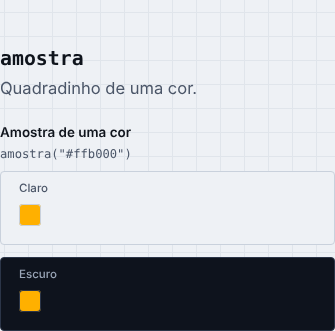 amostra
Quadradinho de uma cor.
Amostra de uma cor
amostra("#ffb000")
Claro
Escuro